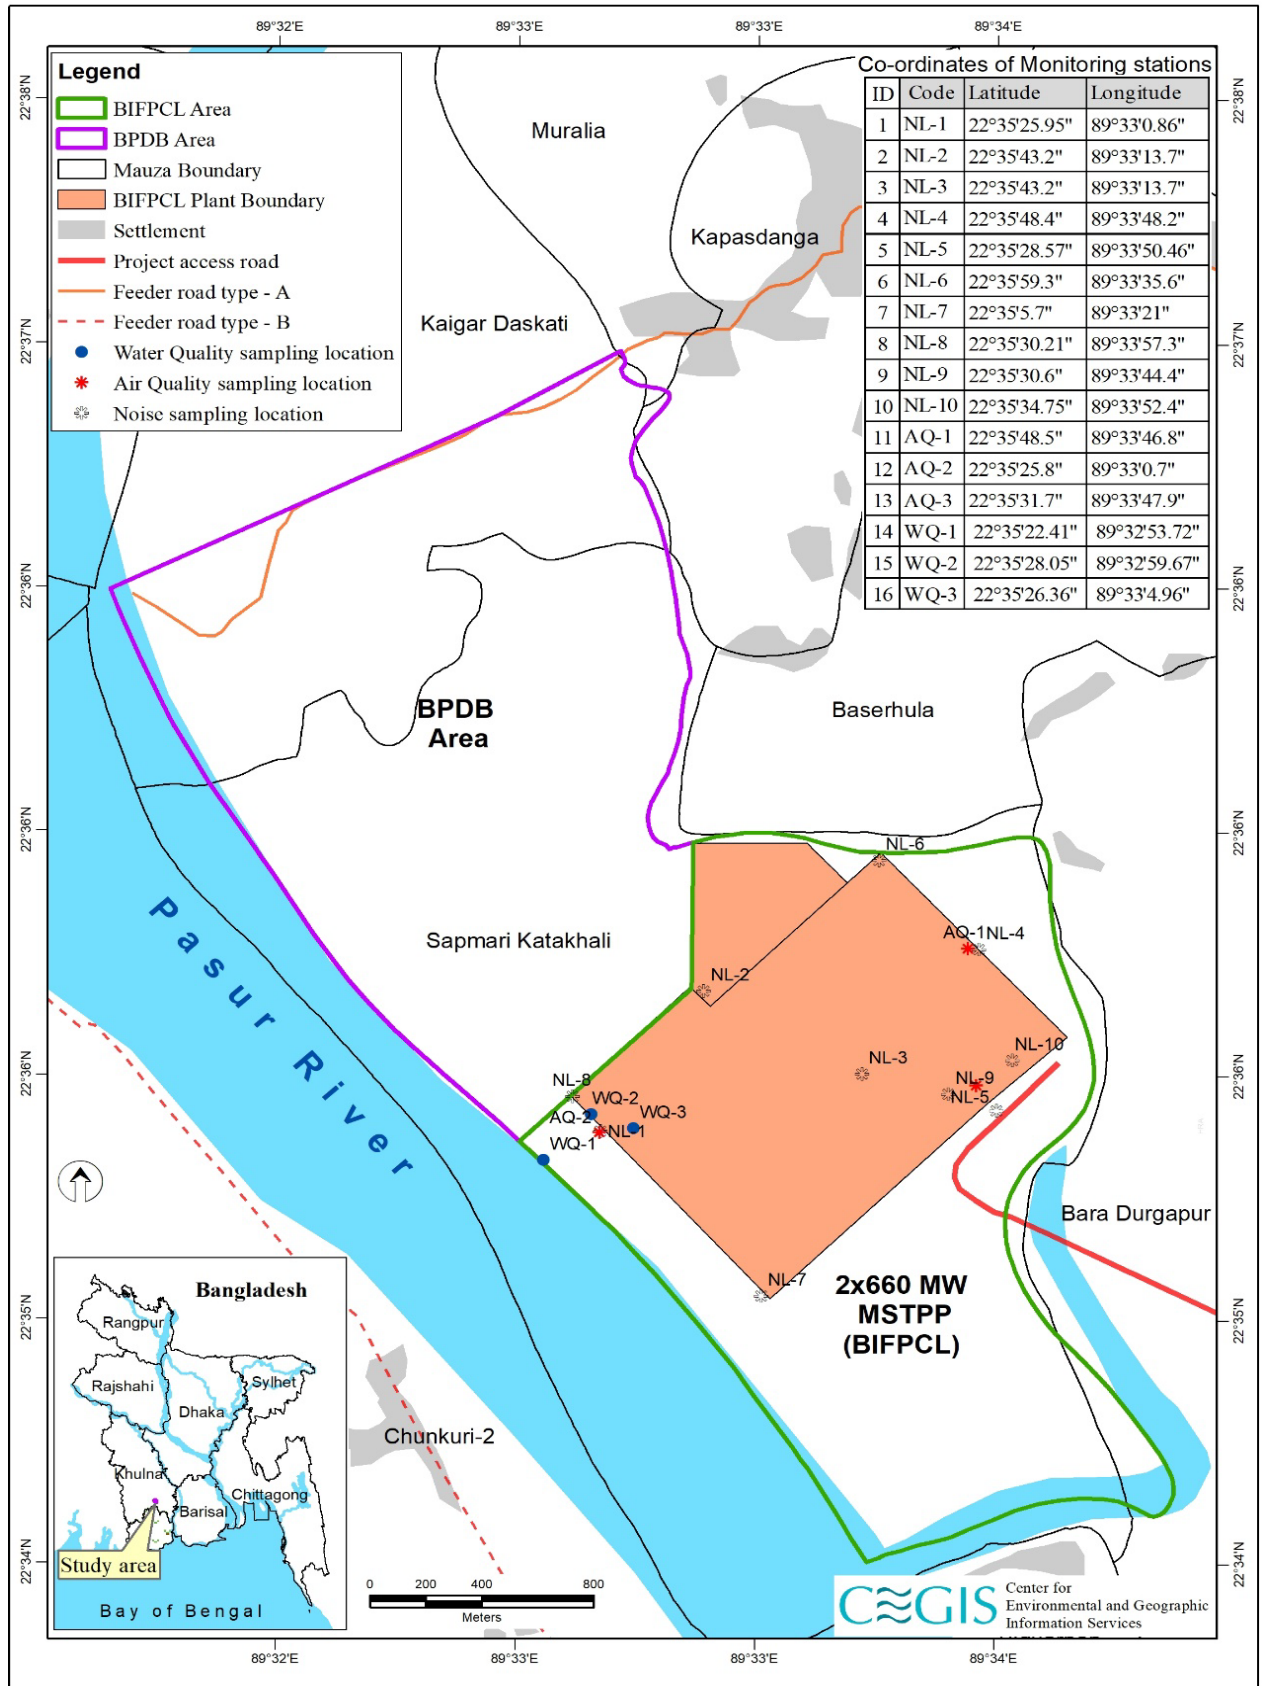 89°32'E 89°33'E 89°33'E 89°34'E
22°38'N
22°37'N
22°36'N
22°36'N
22°36'N
22°35'N
22°34'N
22°38'N
22°37'N
22°36'N
22°36'N
22°36'N
22°35'N
22°34'N
Legend
BIFPCL Area
BPDB Area
Mauza Boundary
BIFPCL Plant Boundary
Settlement
Project access road
Feeder road type - A
Feeder road type - B
Water Quality sampling location
Air Quality sampling location
Noise sampling location
Co-ordinates of Monitoring stations
ID Code Latitude Longitude
1 NL-1 22°35'25.95" 89°33'0.86"
2 NL-2 22°35'43.2" 89°33'13.7"
3 NL-3 22°35'43.2" 89°33'13.7"
4 NL-4 22°35'48.4" 89°33'48.2"
5 NL-5 22°35'28.57" 89°33'50.46"
6 NL-6 22°35'59.3" 89°33'35.6"
7 NL-7 22°35'5.7" 89°33'21"
8 NL-8 22°35'30.21" 89°33'57.3"
9 NL-9 22°35'30.6" 89°33'44.4"
10 NL-10 22°35'34.75" 89°33'52.4"
11 AQ-1 22°35'48.5" 89°33'46.8"
12 AQ-2 22°35'25.8" 89°33'0.7"
13 AQ-3 22°35'31.7" 89°33'47.9"
14 WQ-1 22°35'22.41" 89°32'53.72"
15 WQ-2 22°35'28.05" 89°32'59.67"
16 WQ-3 22°35'26.36" 89°33'4.96"
Muralia
Kapasdanga
Kaigar Daskati
BPDB
Area
Baserhula
Sapmari Katakhali
Pasur River
NL-6
AQ-1 NL-4
NL-2
NL-10
NL-3
NL-9
NL-5
NL-8
WQ-2
WQ-3
AQ-2
NL-1
WQ-1
NL-7
Bara Durgapur
2x660 MW
MSTPP
(BIFPCL)
Chunkuri-2
Bangladesh
Rangpur
Rajshahi
Sylhet
Dhaka
Khulna
Chittagong
Barisal
Study area
Bay of Bengal
0 200 400 800
Meters
CEGIS
Center for
Environmental and Geographic
Information Services
89°32'E 89°33'E 89°33'E 89°34'E